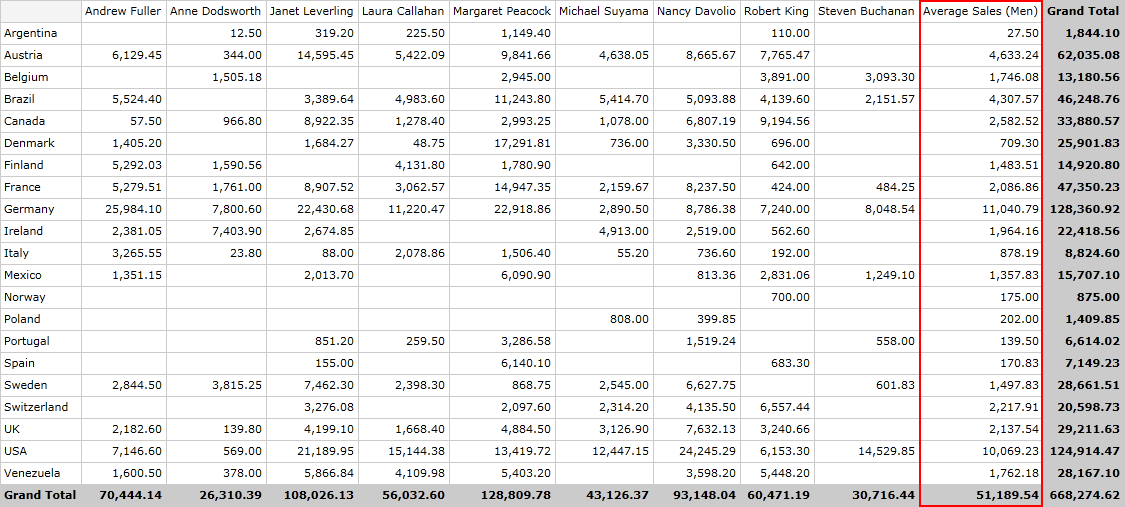 Andrew Fuller Anne Dodsworth Janet Leverling Laura Callahan Margaret Peacock Michael Suyama Nancy Davolio Robert King Steven Buchanan Average Sales (Men) Grand Total
Argentina 12.50 319.20 225.50 1,149.40 110.00 27.50 1,844.10
Austria 6,129.45 344.00 14,595.45 5,422.09 9,841.66 4,638.05 8,665.67 7,765.47 4,633.24 62,035.08
Belgium 1,505.18 2,945.00 3,891.00 3,093.30 1,746.08 13,180.56
Brazil 5,524.40 3,389.64 4,983.60 11,243.80 5,414.70 5,093.88 4,139.60 2,151.57 4,307.57 46,248.76
Canada 57.50 966.80 8,922.35 1,278.40 2,993.25 1,078.00 6,807.19 9,194.56 2,582.52 33,880.57
Denmark 1,405.20 1,684.27 48.75 17,291.81 736.00 3,330.50 696.00 709.30 25,901.83
Finland 5,292.03 1,590.56 4,131.80 1,780.90 642.00 1,483.51 14,920.80
France 5,279.51 1,761.00 8,907.52 3,062.57 14,947.35 2,159.67 8,237.50 424.00 484.25 2,086.86 47,350.23
Germany 25,984.10 7,800.60 22,430.68 11,220.47 22,918.86 2,890.50 8,786.38 7,240.00 8,048.54 11,040.79 128,360.92
Ireland 2,381.05 7,403.90 2,674.85 4,913.00 2,519.00 562.60 1,964.16 22,418.56
Italy 3,265.55 23.80 88.00 2,078.86 1,506.40 55.20 736.60 192.00 878.19 8,824.60
Mexico 1,351.15 2,013.70 6,090.90 813.36 2,831.06 1,249.10 1,357.83 15,707.10
Norway 700.00 175.00 875.00
Poland 808.00 399.85 202.00 1,409.85
Portugal 851.20 259.50 3,286.58 1,519.24 558.00 139.50 6,614.02
Spain 155.00 6,140.10 683.30 170.83 7,149.23
Sweden 2,844.50 3,815.25 7,462.30 2,398.30 868.75 2,545.00 6,627.75 601.83 1,497.83 28,661.51
Switzerland 3,276.08 2,097.60 2,314.20 4,135.50 6,557.44 2,217.91 20,598.73
UK 2,182.60 139.80 4,199.10 1,668.40 4,884.50 3,126.90 7,632.13 3,240.66 2,137.54 29,211.63
USA 7,146.60 569.00 21,189.95 15,144.38 13,419.72 12,447.15 24,245.29 6,153.30 14,529.85 10,069.23 124,914.47
Venezuela 1,600.50 378.00 5,866.84 4,109.98 5,403.20 3,598.20 5,448.20 1,762.18 28,167.10
Grand Total 70,444.14 26,310.39 108,026.13 56,032.60 128,809.78 43,126.37 93,148.04 60,471.19 30,716.44 51,189.54 668,274.62